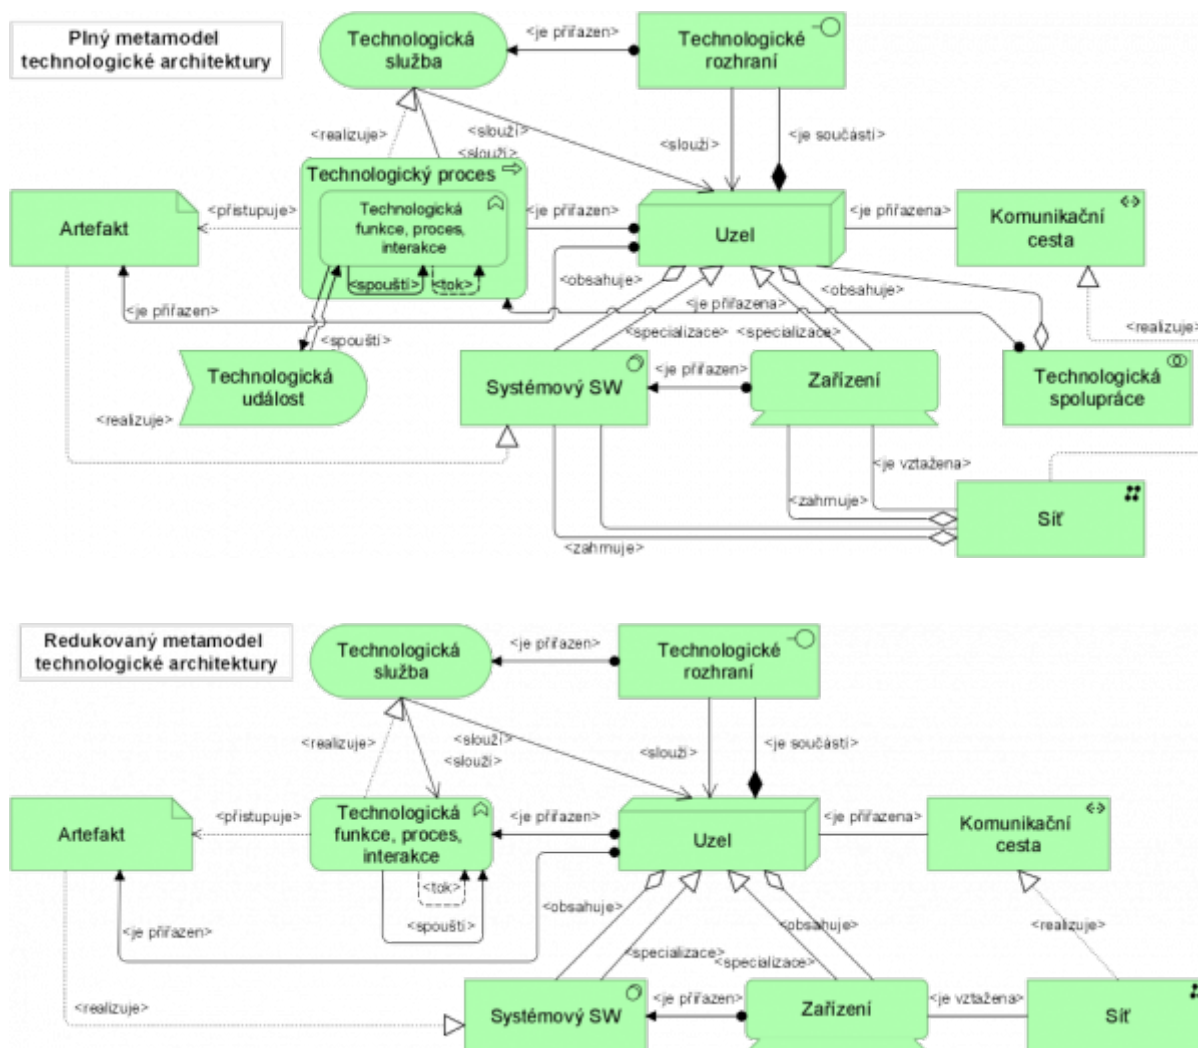 Plný metamodel
technologické architektury
Technologická
služba
<je přiřazen>
Technologické
rozhraní
<realizuje>
<slouží>
<slouží>
<slouží>
<je součástí>
Technologický proces
Artefakt
<přistupuje>
Technologická
funkce, proces,
interakce
<je přiřazen>
Uzel
<je přiřazena>
Komunikační
cesta
<spouští>
<tok>
<obsahuje>
<obsahuje>
<je přiřazen>
<je přiřazena>
<specializace>
<specializace>
<realizuje>
<spouští>
Technologická
událost
Systémový SW
<je přiřazen>
Zařízení
Technologická
spolupráce
<realizuje>
<je vztažena>
<zahrnuje>
Síť
<zahrnuje>
Redukovaný metamodel
technologické architektury
Technologická
služba
<je přiřazen>
Technologické
rozhraní
<realizuje>
<slouží>
<slouží>
<slouží>
<je součástí>
Artefakt
<přistupuje>
Technologická
funkce, proces,
interakce
<je přiřazen>
Uzel
<je přiřazena>
Komunikační
cesta
<tok>
<spouští>
<obsahuje>
<obsahuje>
<realizuje>
<je přiřazen>
<specializace>
<specializace>
<realizuje>
Systémový SW
<je přiřazen>
Zařízení
<je vztažena>
Síť